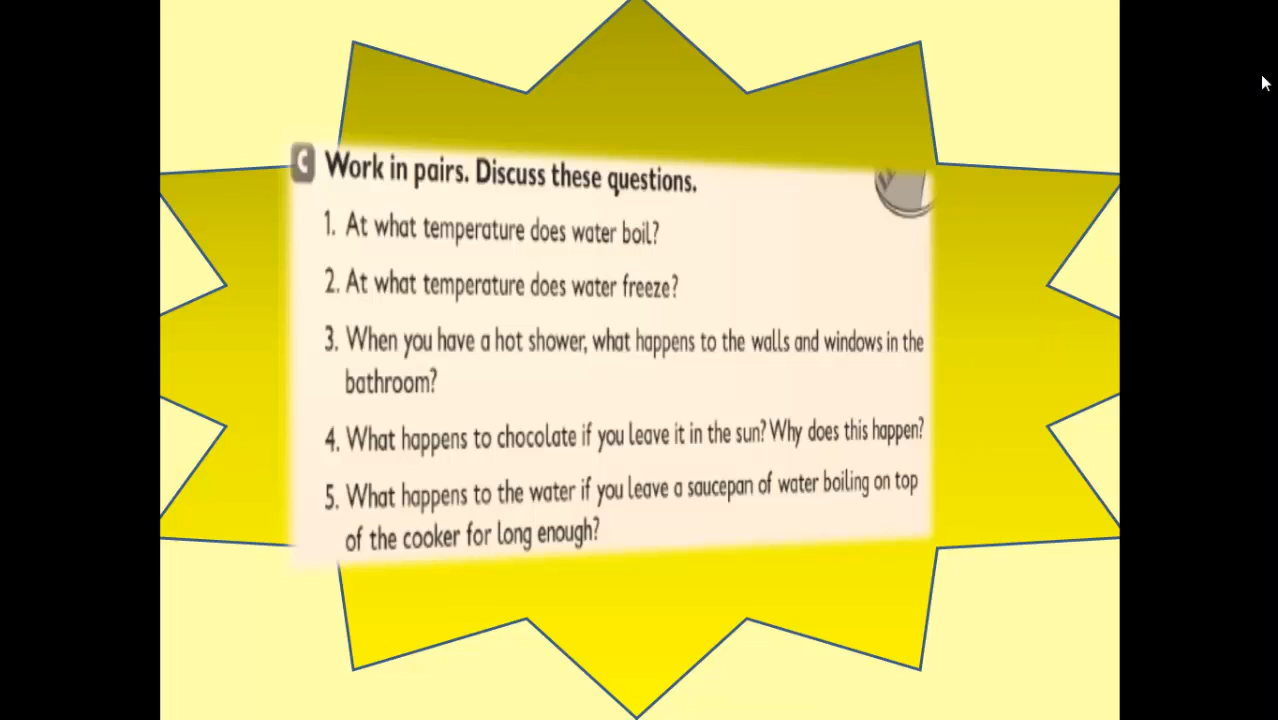 C Work in pairs. Discuss these questions.
1. At what temperature does water boil?
2. At what temperature does water freeze?
3. When you have a hot shower, what happens to the walls and windows in the
bathroom?
4. What happens to chocolate if you leave it in the sun? Why does this happen?
5. What happens to the water if you leave a saucepan of water boiling on top
of the cooker for long enough?